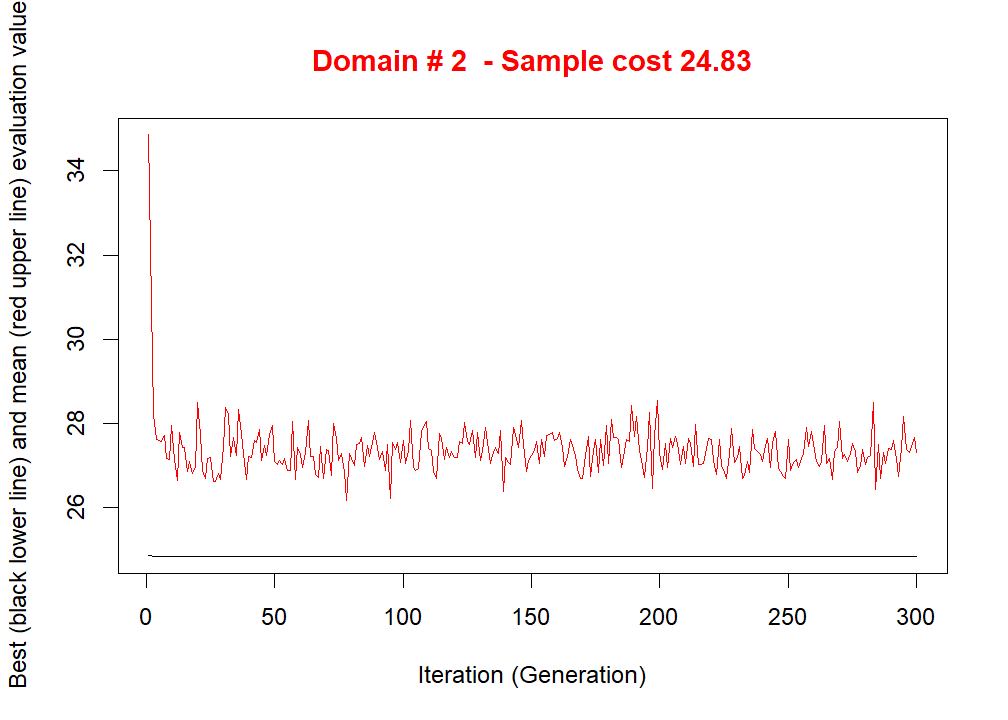 Domain # 2  - Sample cost 24.83
Best (black lower line) and mean (red upper line) evaluation value
34
32
30
28
26
0 50 100 150 200 250 300
Iteration (Generation)